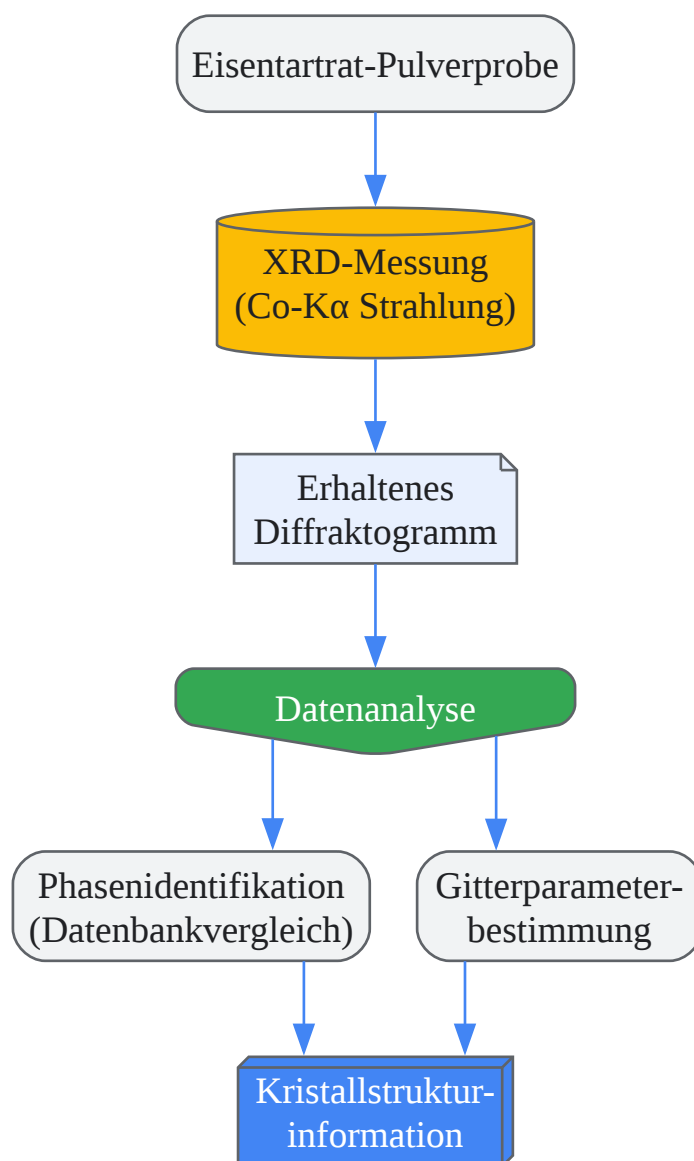 Eisentartrat-Pulverprobe
XRD-Messung
(Co-Kα Strahlung)
Erhaltenes
Diffraktogramm
Datenanalyse
Phasenidentifikation
(Datenbankvergleich)
Gitterparameter-
bestimmung
Kristallstruktur-
information